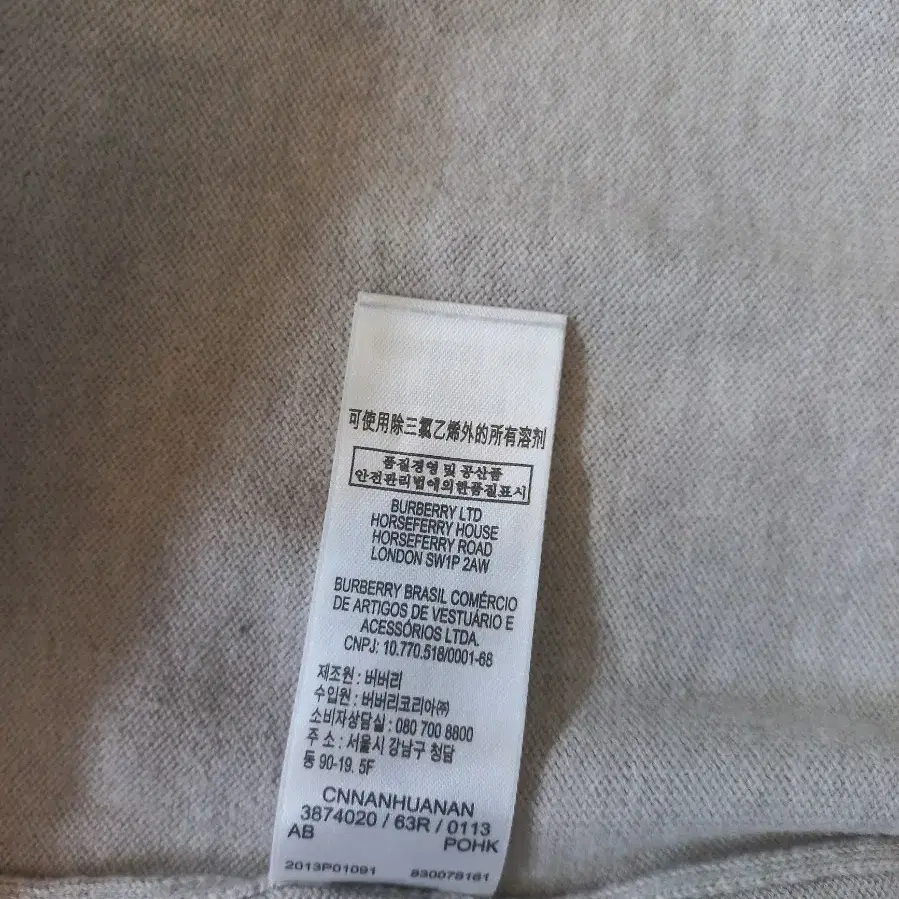 可使用除三氯乙烯外的所有溶剂
품질경영 및 공산품
안전관리법에의한품질표시
BURBERRY LTD
HORSEFERRY HOUSE
HORSEFERRY ROAD
LONDON SW1P 2AW
BURBERRY BRASIL COMÉRCIO
DE ARTIGOS DE VESTUÁRIO E
ACESSÓRIOS LTDA.
CNPJ: 10.770.518/0001-68
제조원 : 버버리
수입원 : 버버리코리아㈜
소비자상담실 : 080 700 8800
주 소 : 서울시 강남구 청담
동 90-19. 5F
CNNANHUANAN
3874020 / 63R / 0113
AB POHK
2013P01091 830078161